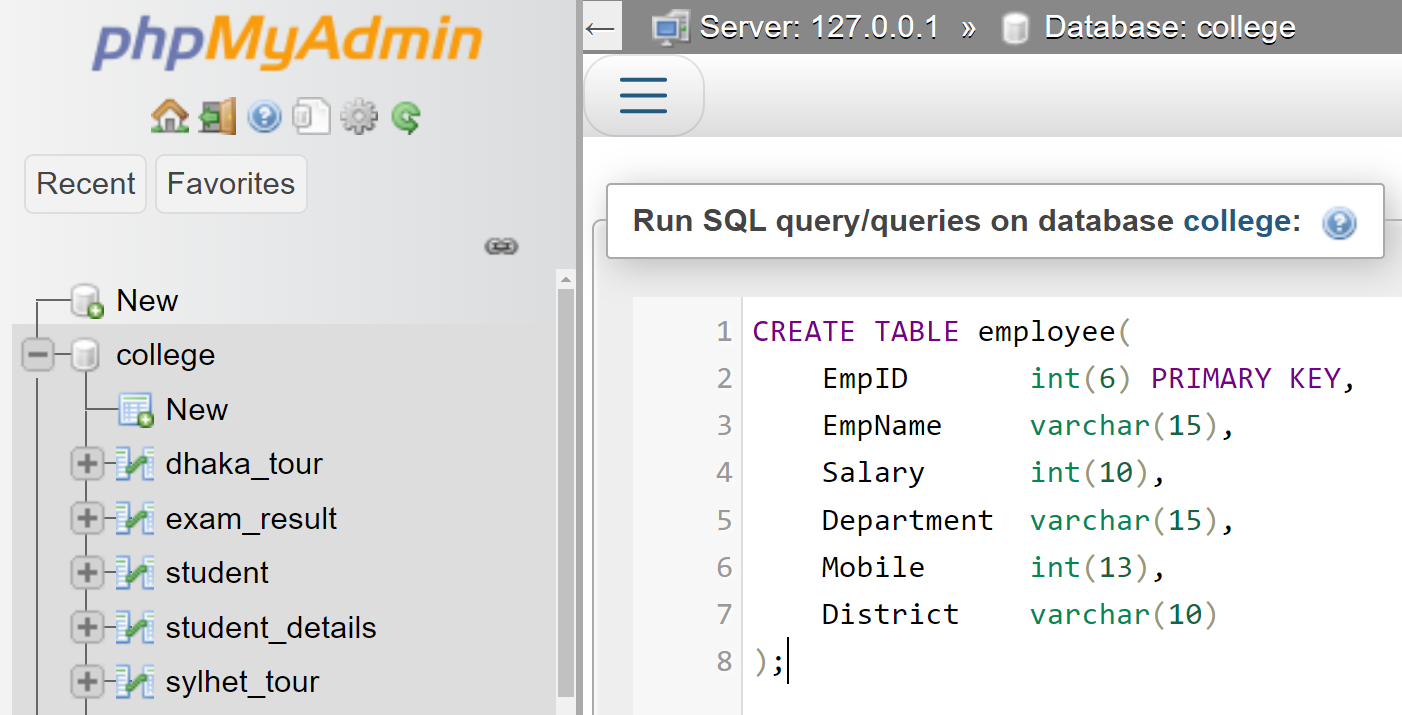 phpMyAdmin
Recent Favorites
New
college
New
dhaka_tour
exam_result
student
student_details
sylhet_tour
← Server: 127.0.0.1 » Database: college
Run SQL query/queries on database college:
1 CREATE TABLE employee(
2 EmpID int(6) PRIMARY KEY,
3 EmpName varchar(15),
4 Salary int(10),
5 Department varchar(15),
6 Mobile int(13),
7 District varchar(10)
8 );